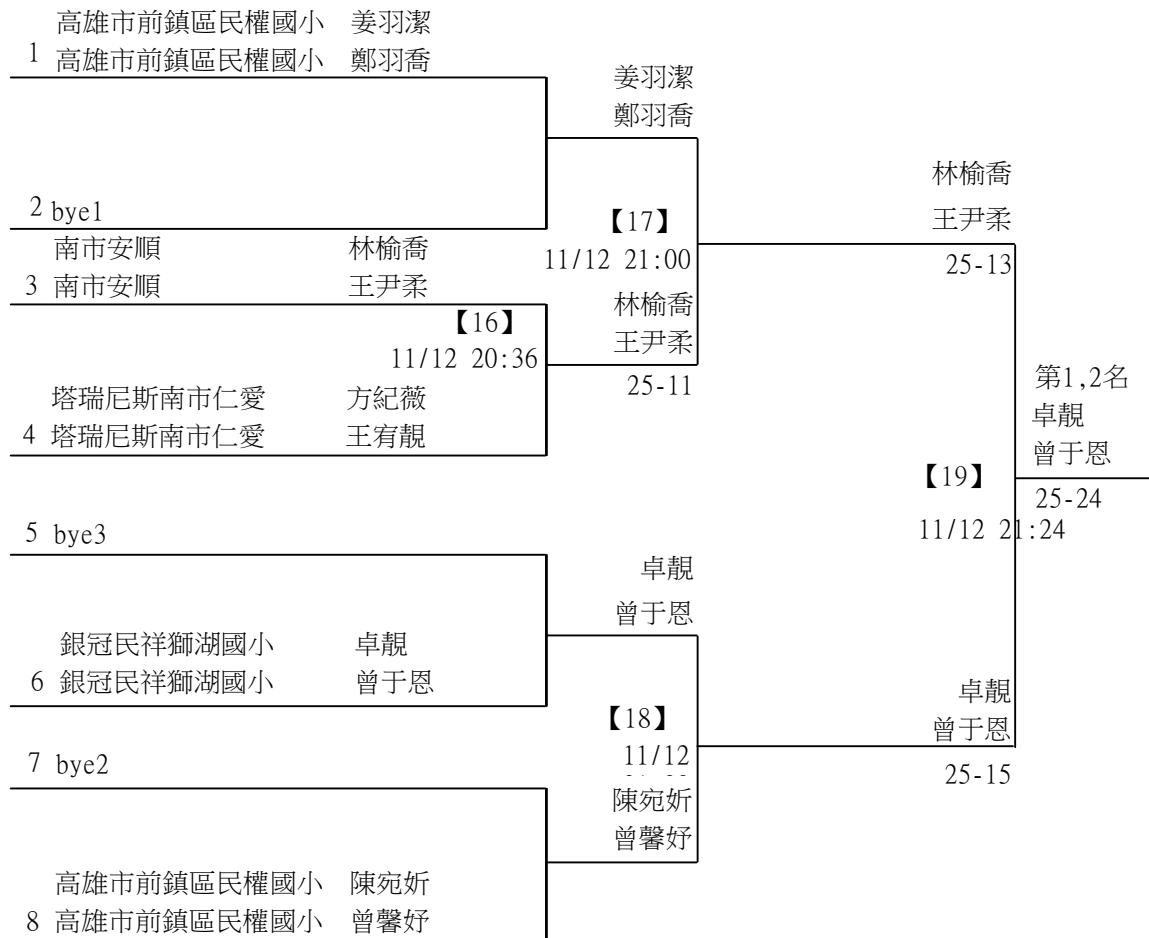 高雄市前鎮區民權國小 姜羽潔
1 高雄市前鎮區民權國小 鄭羽喬
姜羽潔
鄭羽喬
林榆喬
王尹柔
25-13
2 bye1
【17】
11/12 21:00
南市安順 林榆喬
3 南市安順 王尹柔
【16】
11/12 20:36
林榆喬
王尹柔
25-11
塔瑞尼斯南市仁愛 方紀薇
4 塔瑞尼斯南市仁愛 王宥靚
第1,2名
卓靚
曾于恩
25-24
【19】
11/12 21:24
5 bye3
卓靚
曾于恩
銀冠民祥獅湖國小 卓靚
6 銀冠民祥獅湖國小 曾于恩
【18】
11/12
卓靚
曾于恩
25-15
7 bye2
陳宛妡
曾馨妤
高雄市前鎮區民權國小 陳宛妡
8 高雄市前鎮區民權國小 曾馨妤